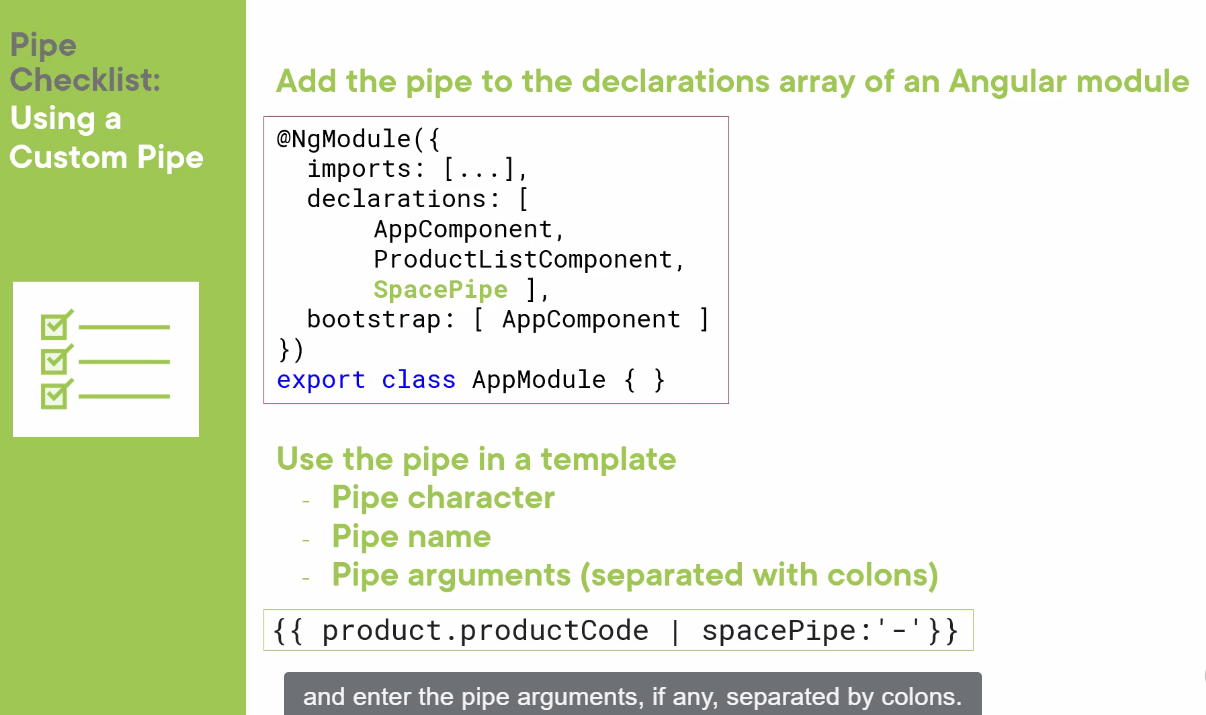 Pipe
Checklist:
Using a
Custom Pipe
Add the pipe to the declarations array of an Angular module
@NgModule({
  imports: [...],
  declarations: [
      AppComponent,
      ProductListComponent,
      SpacePipe ],
  bootstrap: [ AppComponent ]
})
export class AppModule { }
Use the pipe in a template
- Pipe character
- Pipe name
- Pipe arguments (separated with colons)
{{ product.productCode | spacePipe:'-'}}
and enter the pipe arguments, if any, separated by colons.